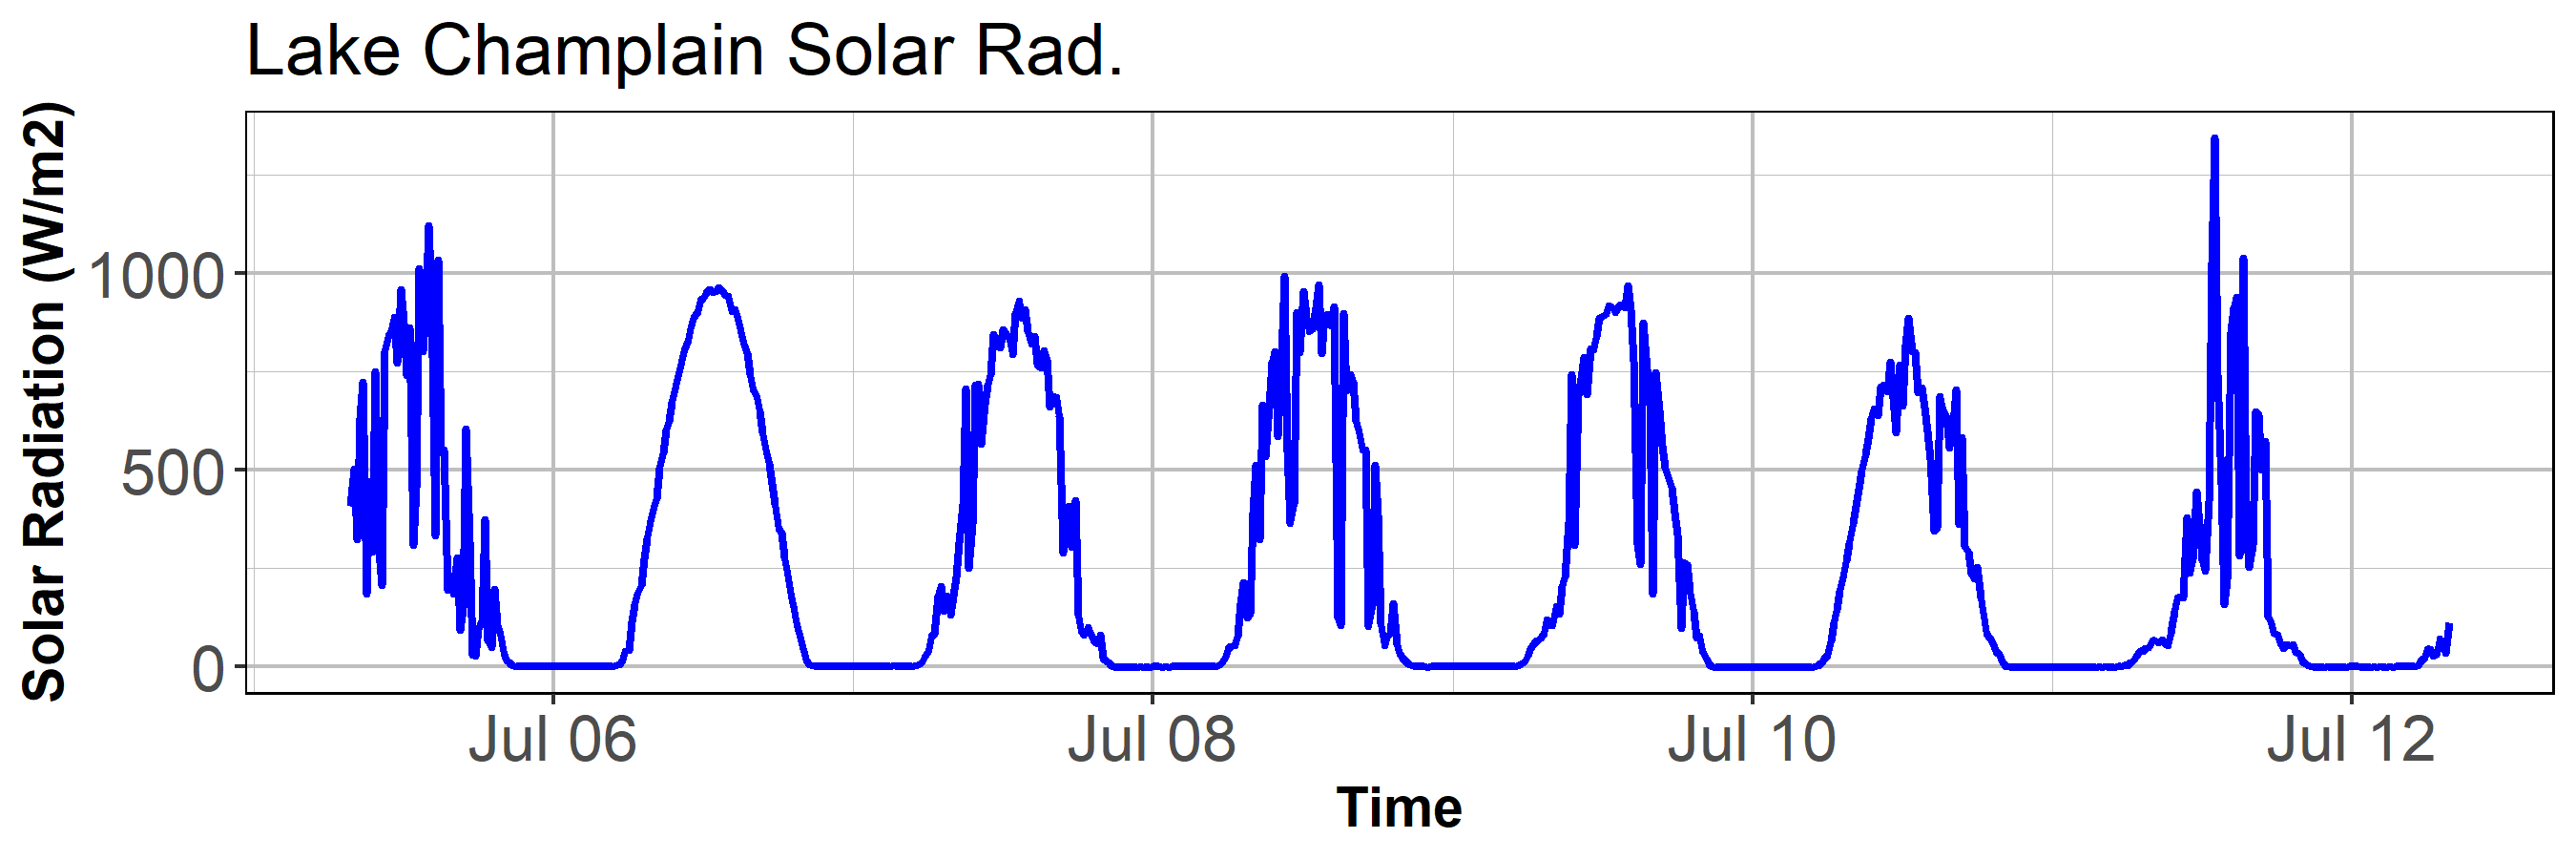 Lake Champlain Solar Rad.
Solar Radiation (W/m2)
1000
500
0
Jul 06
Jul 08
Jul 10
Jul 12
Time